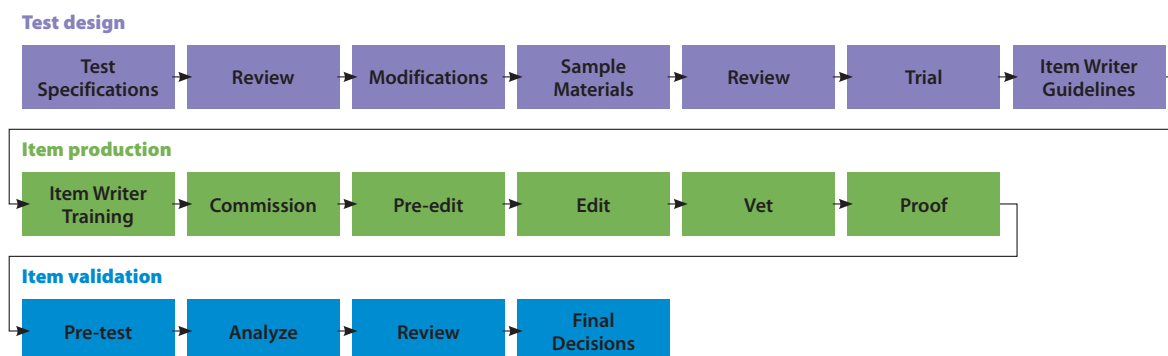 Test design
Test
Specifications
Review
Modifications
Sample
Materials
Review
Trial
Item Writer
Guidelines
Item production
Item Writer
Training
Commission
Pre-edit
Edit
Vet
Proof
Item validation
Pre-test
Analyze
Review
Final
Decisions